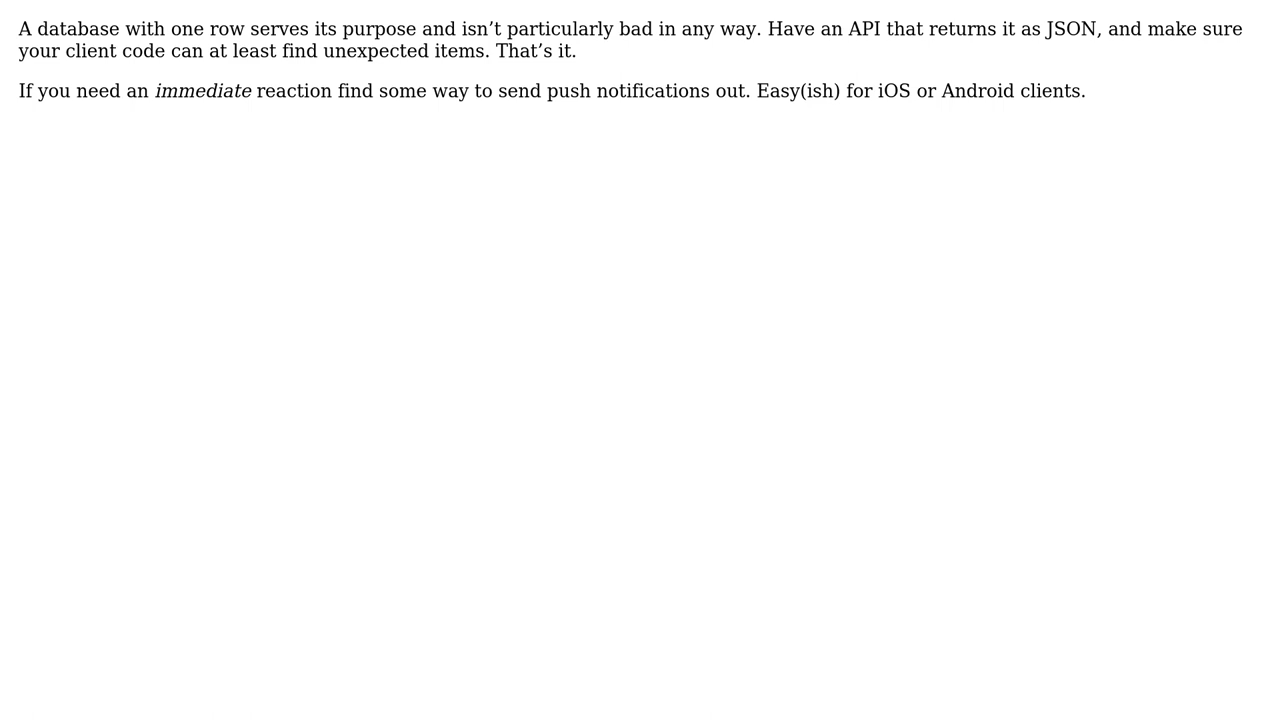 A database with one row serves its purpose and isn’t particularly bad in any way. Have an API that returns it as JSON, and make sure
your client code can at least find unexpected items. That’s it.
If you need an immediate reaction find some way to send push notifications out. Easy(ish) for iOS or Android clients.